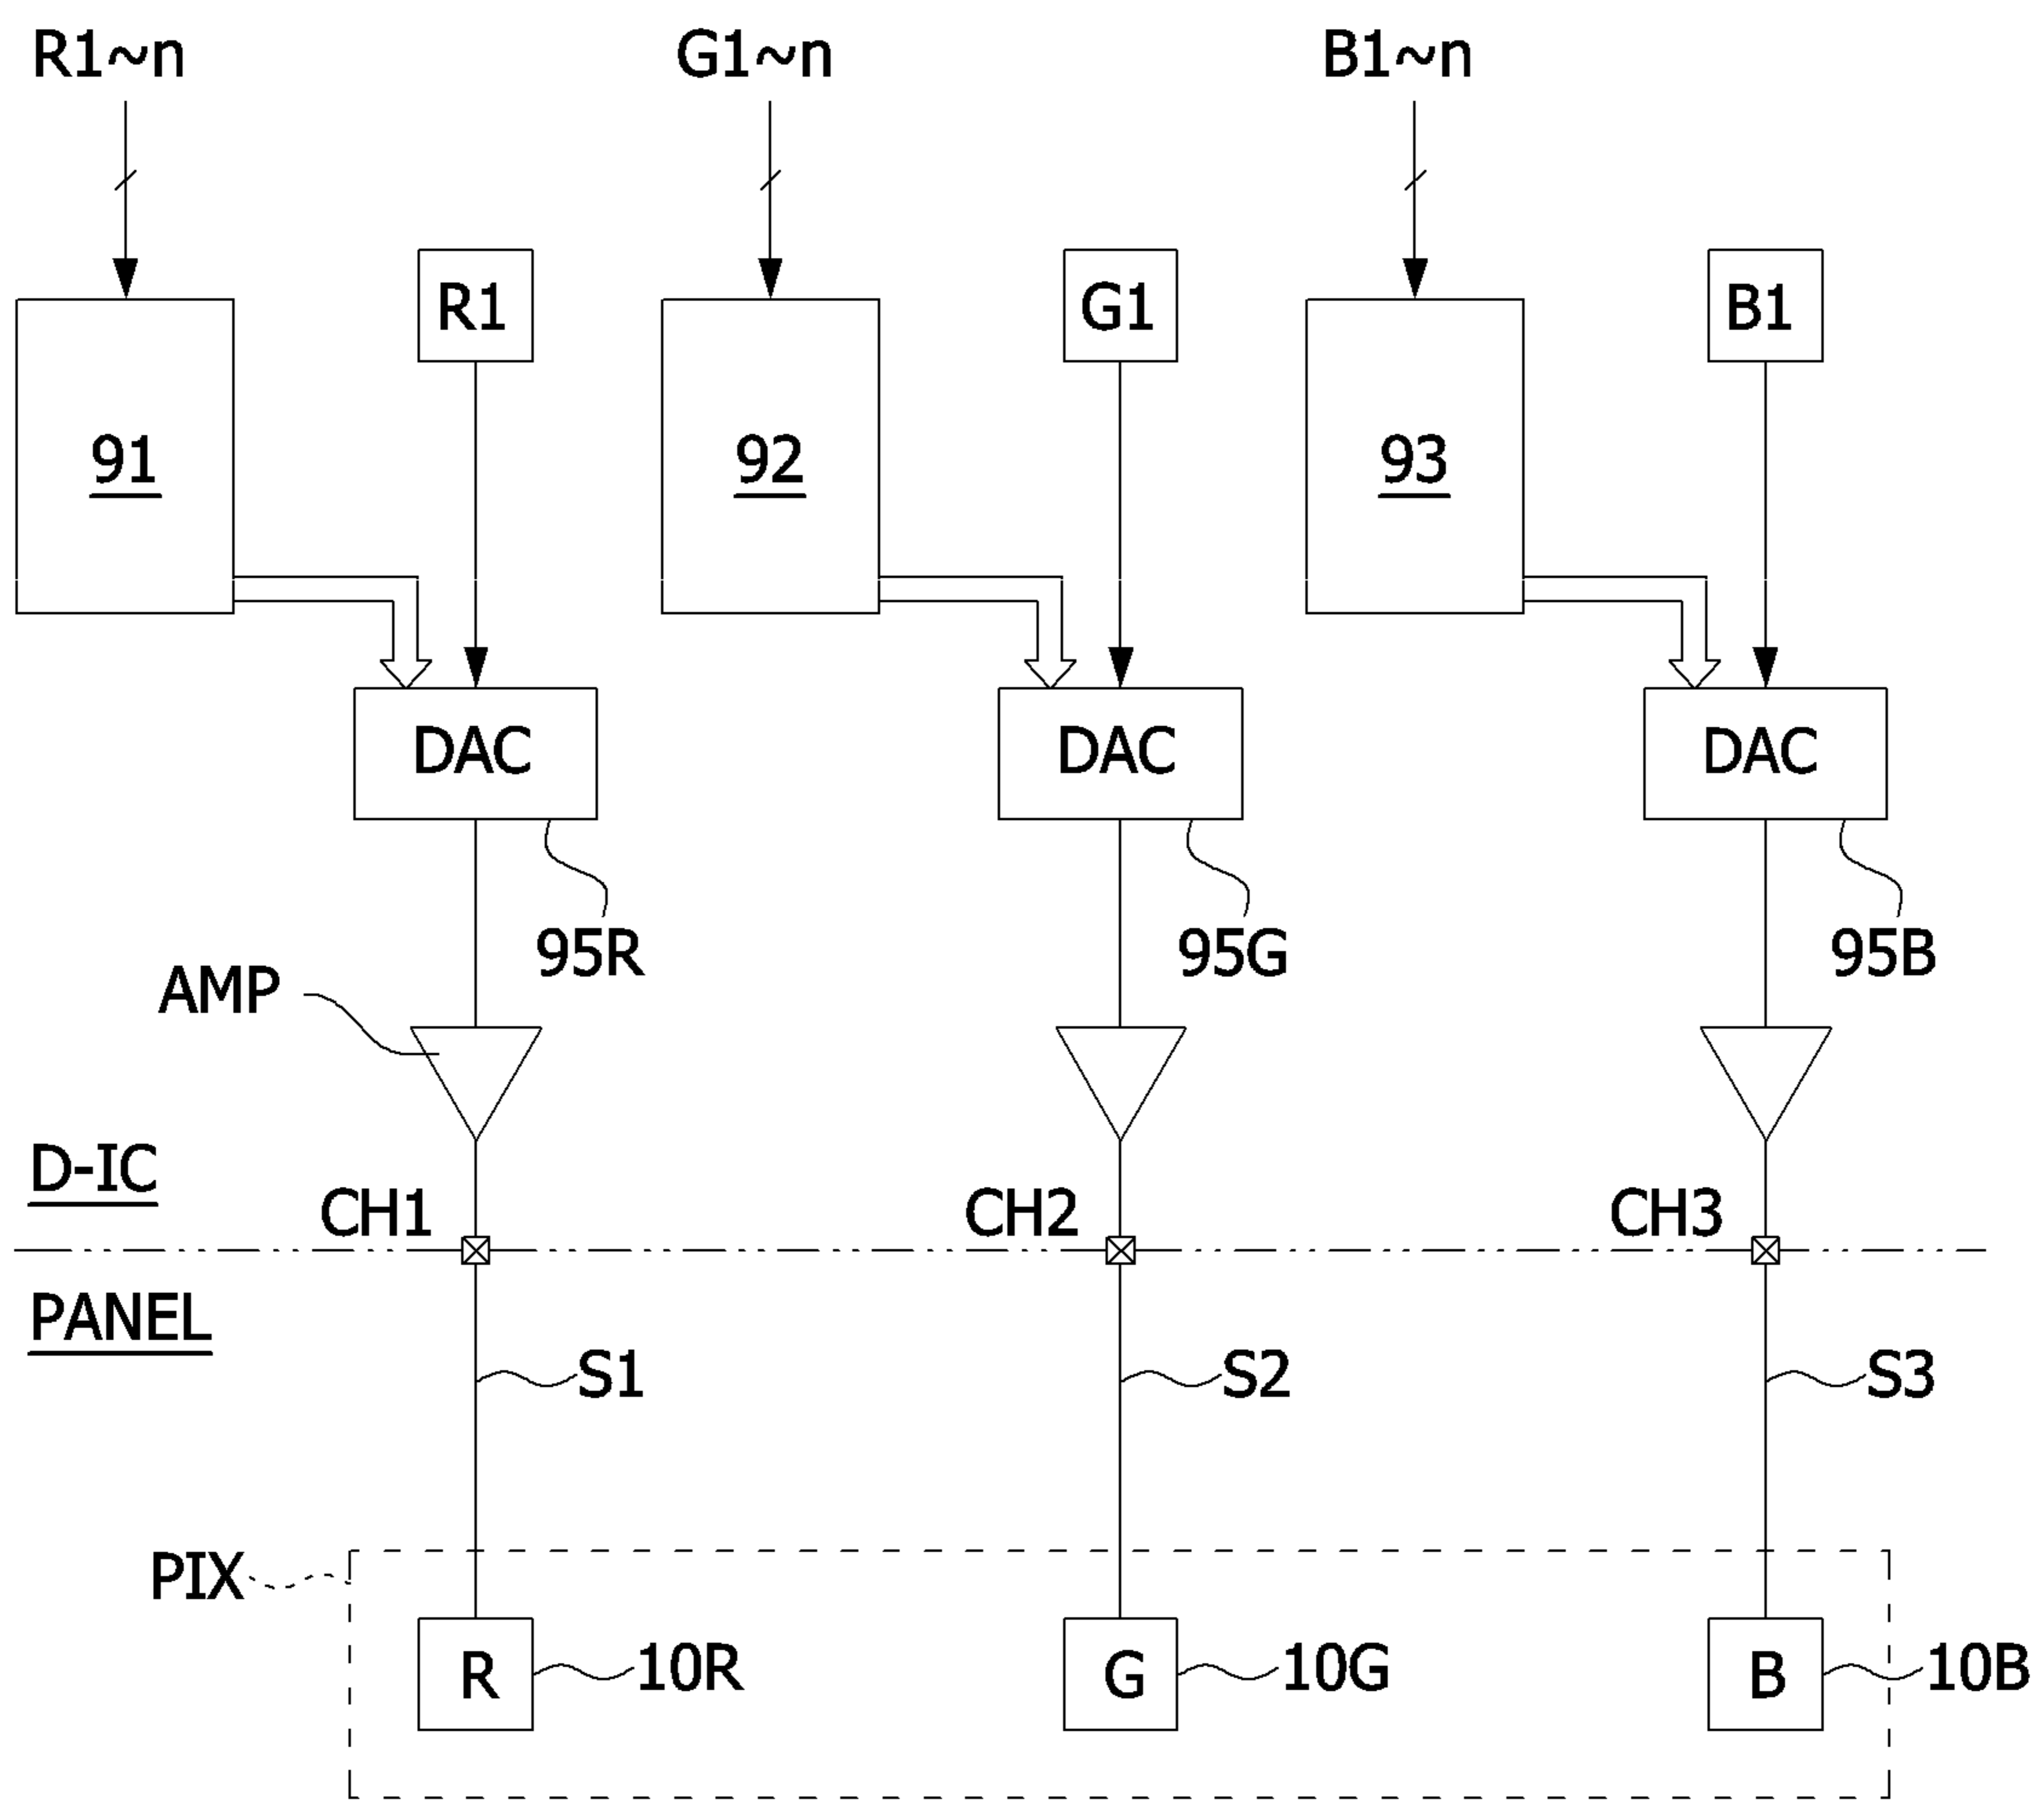 R1~n G1~n B1~n
R1 G1 B1
91 92 93
DAC DAC DAC
95R 95G 95B
AMP
D-IC
CH1 CH2 CH3
PANEL
S1 S2 S3
PIX
R 10R G 10G B 10B